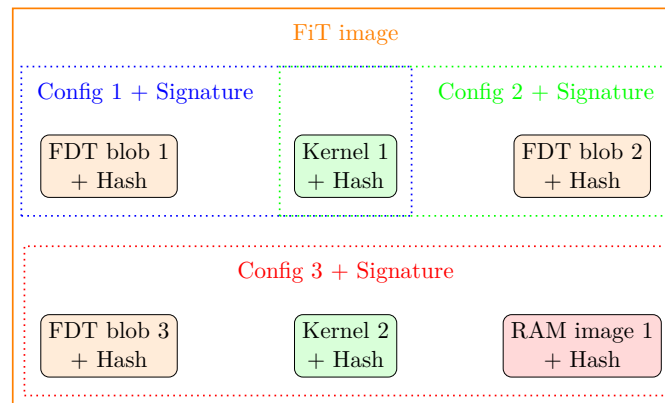 FiT image
Config 1 + Signature
Config 2 + Signature
FDT blob 1
+ Hash
Kernel 1
+ Hash
FDT blob 2
+ Hash
Config 3 + Signature
FDT blob 3
+ Hash
Kernel 2
+ Hash
RAM image 1
+ Hash